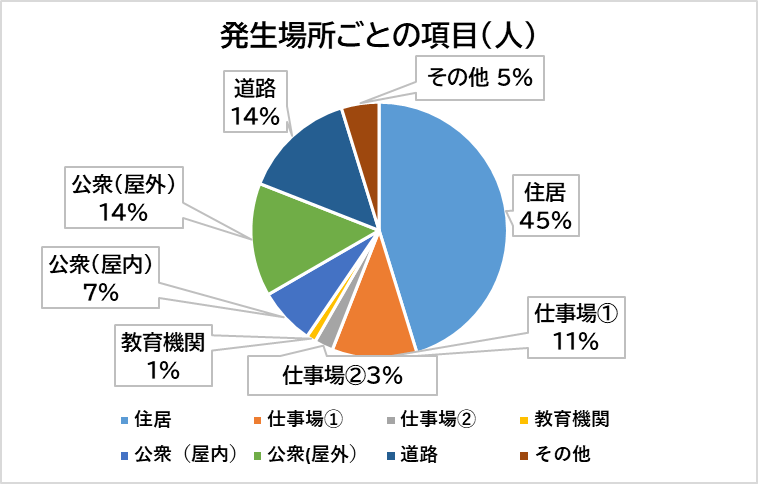 発生場所ごとの項目（人）
その他 5%
道路
14%
住居
45%
公衆（屋外）
14%
公衆（屋内）
7%
仕事場①
11%
教育機関
1%
仕事場②3%
住居 仕事場① 仕事場② 教育機関
公衆（屋内） 公衆(屋外） 道路 その他